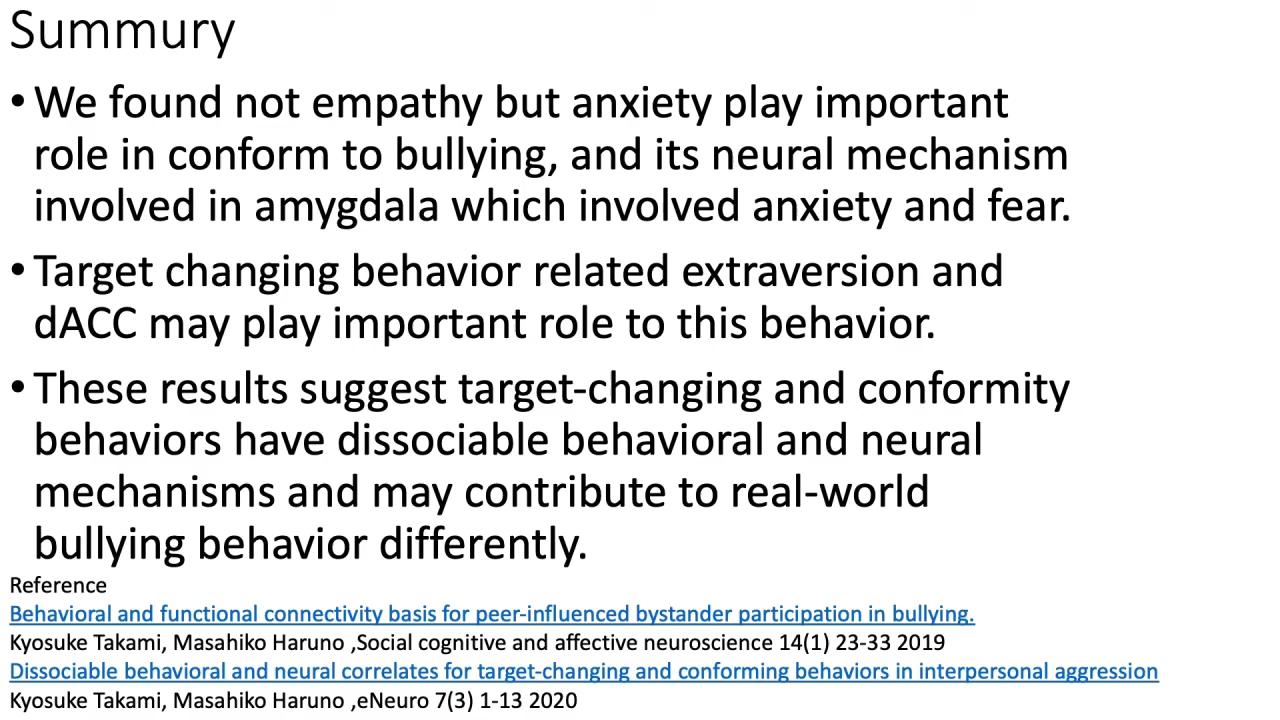 Summury
• We found not empathy but anxiety play important
role in conform to bullying, and its neural mechanism
involved in amygdala which involved anxiety and fear.
• Target changing behavior related extraversion and
dACC may play important role to this behavior.
• These results suggest target-changing and conformity
behaviors have dissociable behavioral and neural
mechanisms and may contribute to real-world
bullying behavior differently.
Reference
Behavioral and functional connectivity basis for peer-influenced bystander participation in bullying.
Kyosuke Takami, Masahiko Haruno ,Social cognitive and affective neuroscience 14(1) 23-33 2019
Dissociable behavioral and neural correlates for target-changing and conforming behaviors in interpersonal aggression
Kyosuke Takami, Masahiko Haruno ,eNeuro 7(3) 1-13 2020